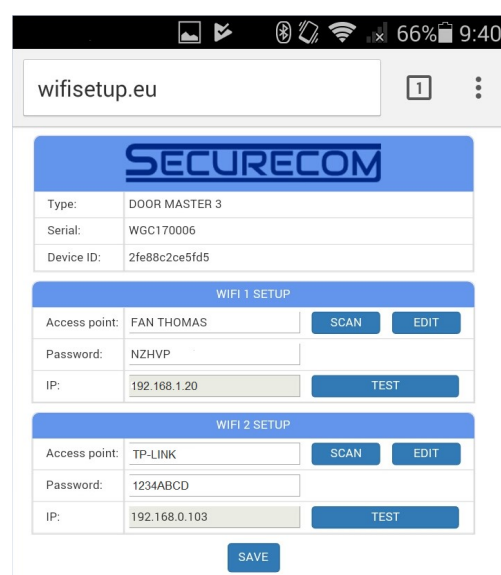 66% 9:40
wifisetup.eu 1
SECURECOM
Type: DOOR MASTER 3
Serial: WGC170006
Device ID: 2fe88c2ce5fd5
WIFI 1 SETUP
Access point: FAN THOMAS SCAN EDIT
Password: NZHVP
IP: 192.168.1.20 TEST
WIFI 2 SETUP
Access point: TP-LINK SCAN EDIT
Password: 1234ABCD
IP: 192.168.0.103 TEST
SAVE